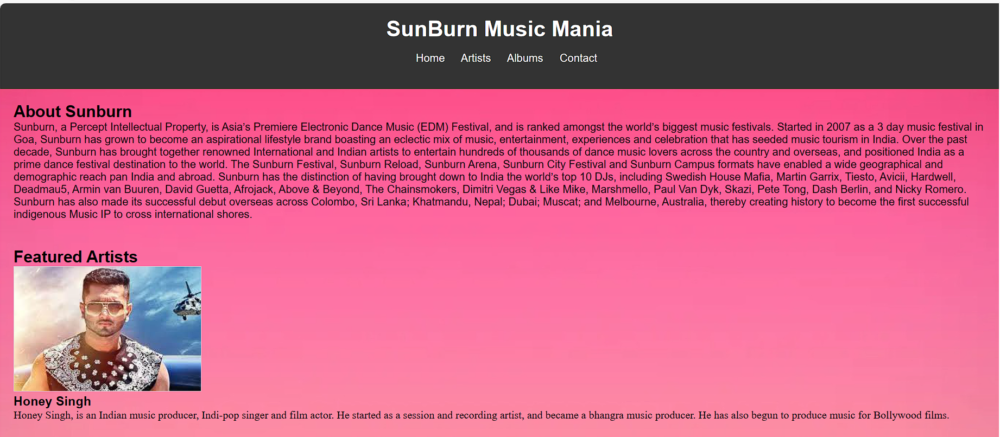 SunBurn Music Mania
Home Artists Albums Contact
About Sunburn
Sunburn, a Percept Intellectual Property, is Asia’s Premiere Electronic Dance Music (EDM) Festival, and is ranked amongst the world’s biggest music festivals. Started in 2007 as a 3 day music festival in
Goa, Sunburn has grown to become an aspirational lifestyle brand boasting an eclectic mix of music, entertainment, experiences and celebration that has seeded music tourism in India. Over the past
decade, Sunburn has brought together renowned International and Indian artists to entertain hundreds of thousands of dance music lovers across the country and overseas, and positioned India as a
prime dance festival destination to the world. The Sunburn Festival, Sunburn Reload, Sunburn Arena, Sunburn City Festival and Sunburn Campus formats have enabled a wide geographical and
demographic reach pan India and abroad. Sunburn has the distinction of having brought down to India the world’s top 10 DJs, including Swedish House Mafia, Martin Garrix, Tiesto, Avicii, Hardwell,
Deadmau5, Armin van Buuren, David Guetta, Afrojack, Above & Beyond, The Chainsmokers, Dimitri Vegas & Like Mike, Marshmello, Paul Van Dyk, Skazi, Pete Tong, Dash Berlin, and Nicky Romero.
Sunburn has also made its successful debut overseas across Colombo, Sri Lanka; Khatmandu, Nepal; Dubai; Muscat; and Melbourne, Australia, thereby creating history to become the first successful
indigenous Music IP to cross international shores.
Featured Artists
Honey Singh
Honey Singh, is an Indian music producer, Indi-pop singer and film actor. He started as a session and recording artist, and became a bhangra music producer. He has also begun to produce music for Bollywood films.